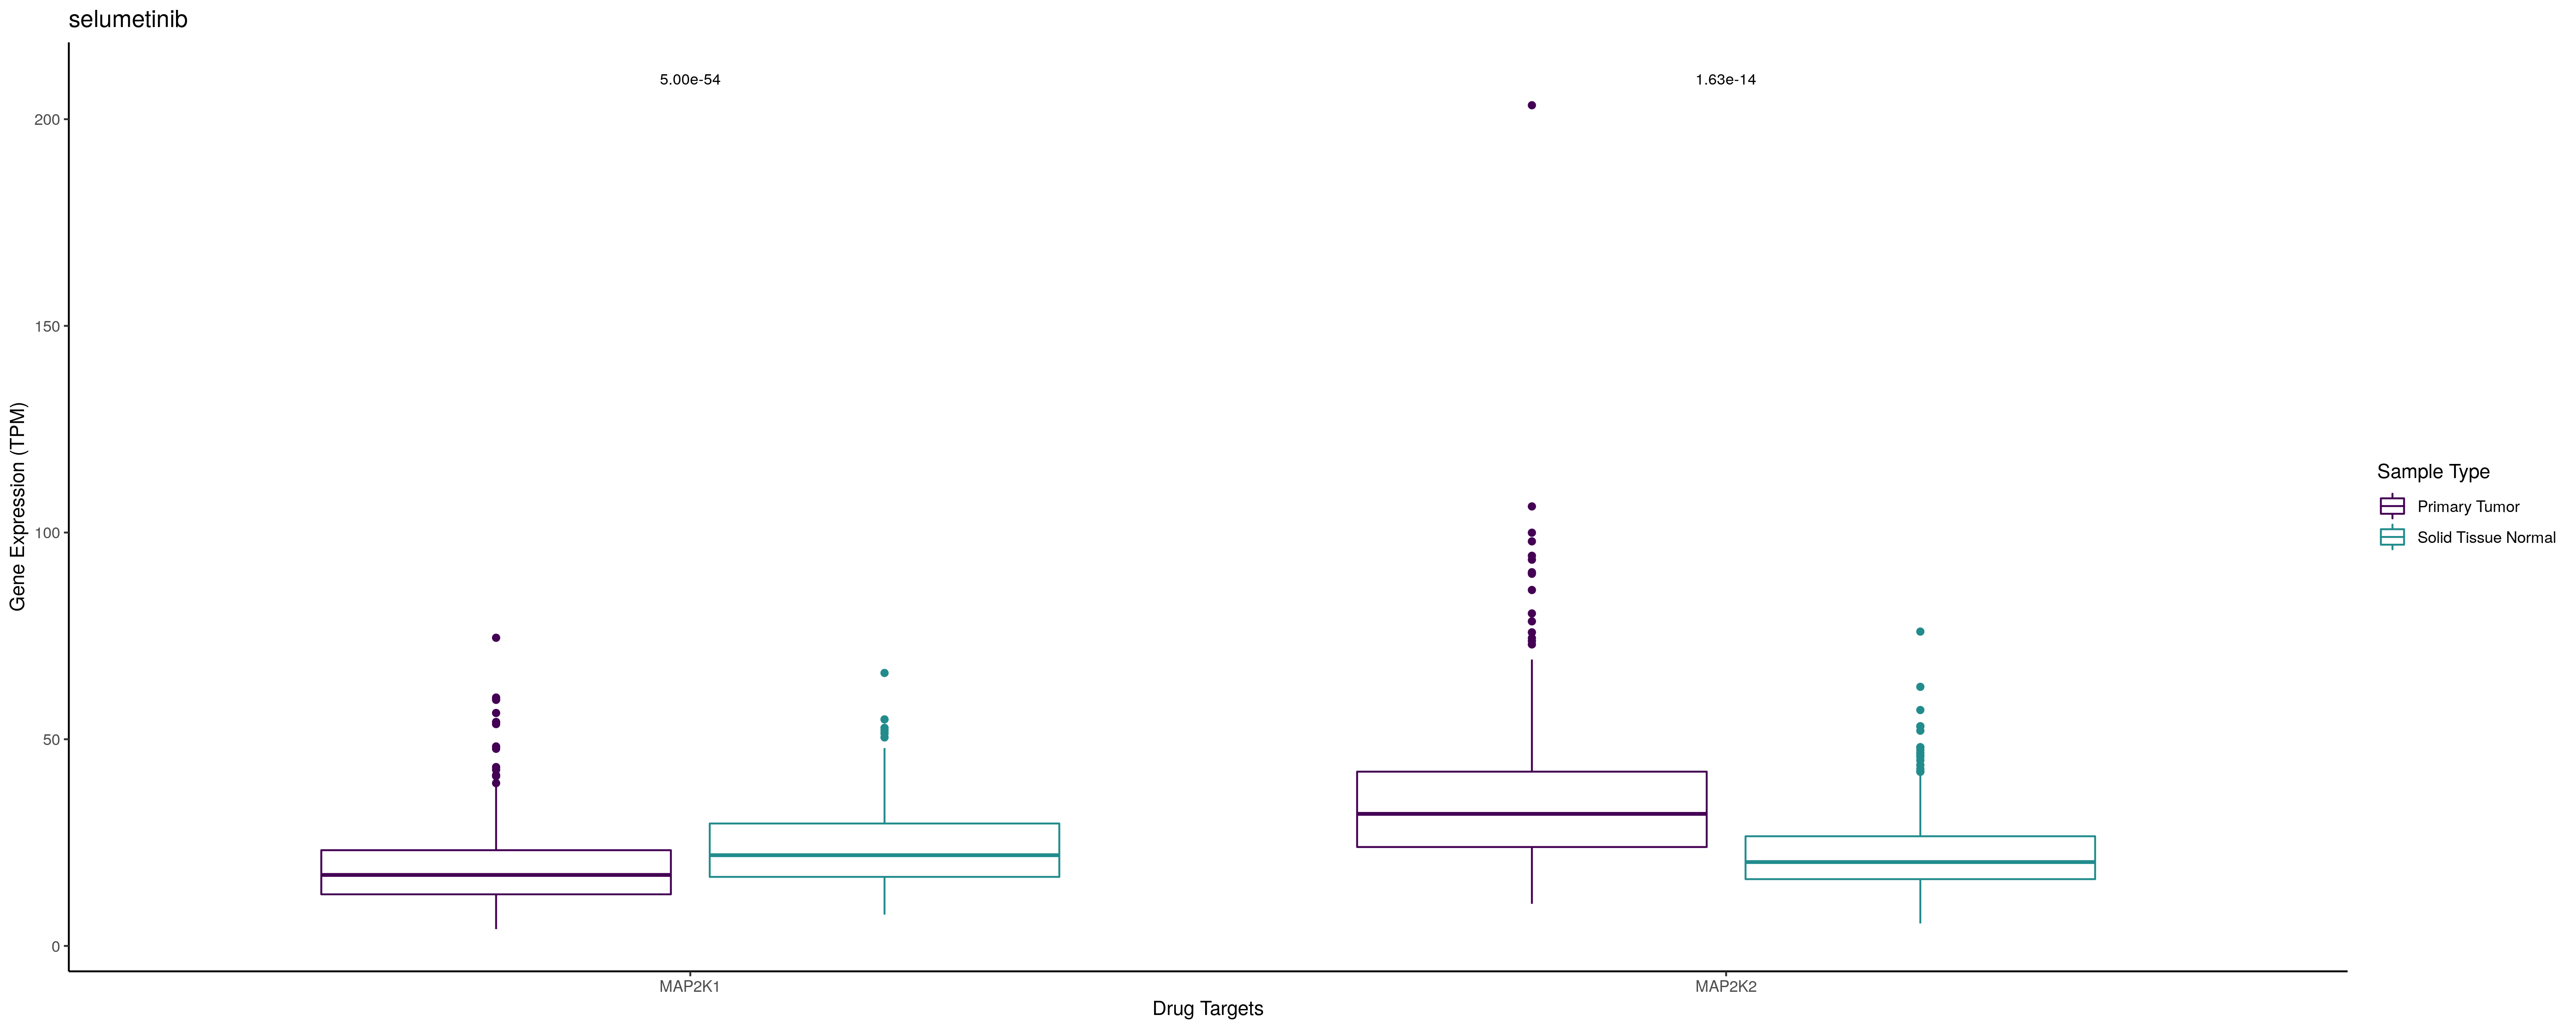 selumetinib
5.00e-54
1.63e-14
200
150
100
50
0
Gene Expression (TPM)
MAP2K1
MAP2K2
Drug Targets
Sample Type
Primary Tumor
Solid Tissue Normal